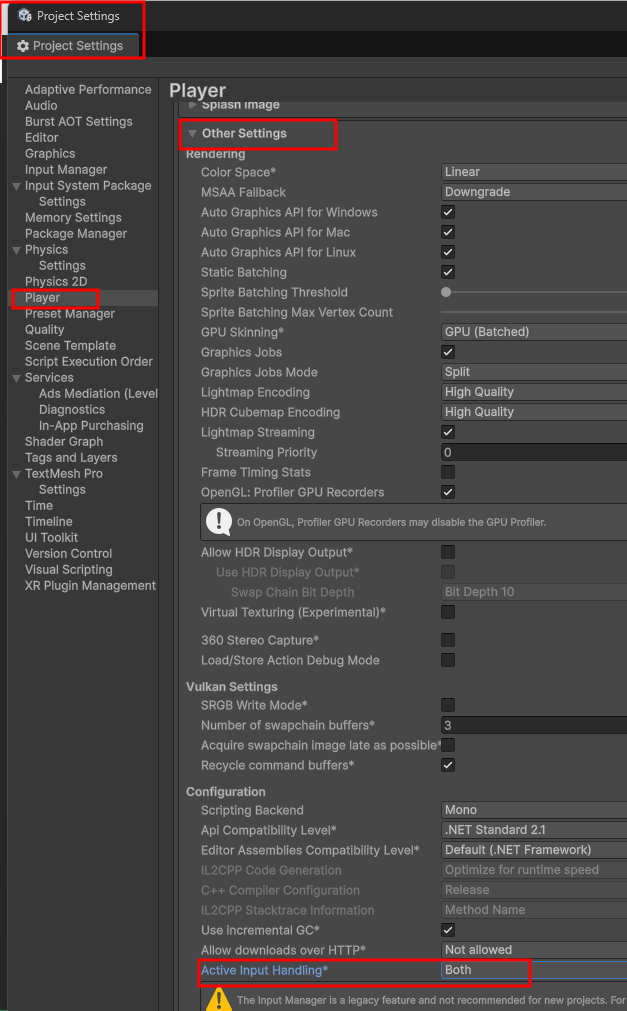 Project Settings
Project Settings
Adaptive Performance
Audio
Burst AOT Settings
Editor
Graphics
Input Manager
Input System Package
Settings
Memory Settings
Package Manager
Physics
Settings
Physics 2D
Player
Preset Manager
Quality
Scene Template
Script Execution Order
Services
Ads Mediation (Level
Diagnostics
In-App Purchasing
Shader Graph
Tags and Layers
TextMesh Pro
Settings
Time
Timeline
UI Toolkit
Version Control
Visual Scripting
XR Plugin Management
Player
Splash Image
Other Settings
Rendering
Color Space* Linear
MSAA Fallback Downgrade
Auto Graphics API for Windows
Auto Graphics API for Mac
Auto Graphics API for Linux
Static Batching
Sprite Batching Threshold
Sprite Batching Max Vertex Count
GPU Skinning* GPU (Batched)
Graphics Jobs
Graphics Jobs Mode Split
Lightmap Encoding High Quality
HDR Cubemap Encoding High Quality
Lightmap Streaming
Streaming Priority 0
Frame Timing Stats
OpenGL: Profiler GPU Recorders
On OpenGL, Profiler GPU Recorders may disable the GPU Profiler.
Allow HDR Display Output*
Use HDR Display Output*
Swap Chain Bit Depth Bit Depth 10
Virtual Texturing (Experimental)*
360 Stereo Capture*
Load/Store Action Debug Mode
Vulkan Settings
SRGB Write Mode*
Number of swapchain buffers* 3
Acquire swapchain image late as possible*
Recycle command buffers*
Configuration
Scripting Backend Mono
Api Compatibility Level* .NET Standard 2.1
Editor Assemblies Compatibility Level* Default (.NET Framework)
IL2CPP Code Generation Optimize for runtime speed
C++ Compiler Configuration Release
IL2CPP Stacktrace Information Method Name
Use incremental GC*
Allow downloads over HTTP* Not allowed
Active Input Handling* Both
The Input Manager is a legacy feature and not recommended for new projects. For